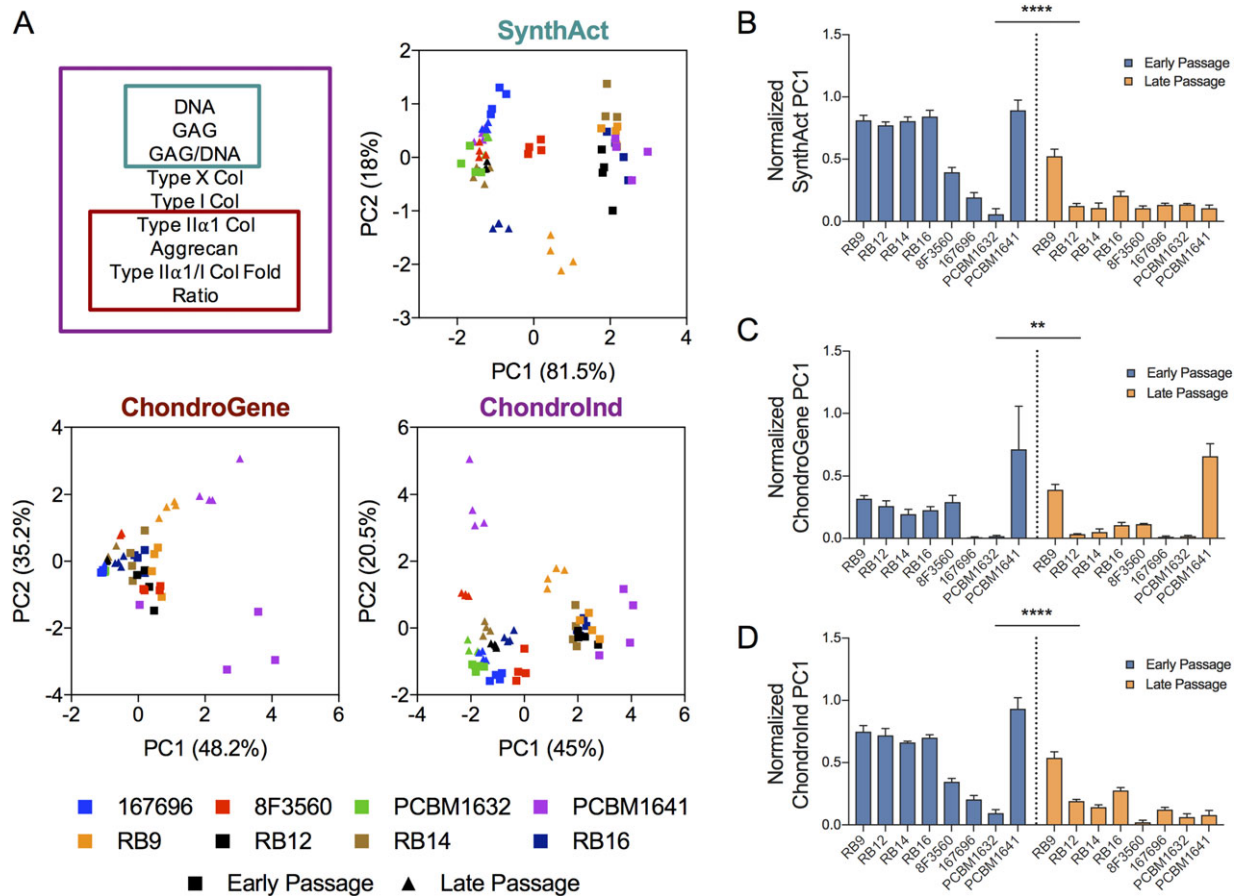 A
DNA
GAG
GAG/DNA
Type X Col
Type I Col
Type IIα1 Col
Aggrecan
Type IIα1/I Col Fold
Ratio
SynthAct
2
1
0
-1
-2
-3
PC2 (18%)
-2 0 2 4
PC1 (81.5%)
ChondroGene
4
2
0
-2
-4
PC2 (35.2%)
-2 0 2 4 6
PC1 (48.2%)
ChondroInd
6
4
2
0
-2
PC2 (20.5%)
-4 -2 0 2 4 6
PC1 (45%)
167696 8F3560 PCBM1632 PCBM1641
RB9 RB12 RB14 RB16
Early Passage Late Passage
B
****
Normalized
SynthAct PC1
1.5
1.0
0.5
0.0
Early Passage
Late Passage
RB9 RB12 RB14 RB16 8F3560 167696 PCBM1632 PCBM1641 RB9 RB12 RB14 RB16 8F3560 167696 PCBM1632 PCBM1641
C
**
Normalized
ChondroGene PC1
1.5
1.0
0.5
0.0
Early Passage
Late Passage
RB9 RB12 RB14 RB16 8F3560 167696 PCBM1632 PCBM1641 RB9 RB12 RB14 RB16 8F3560 167696 PCBM1632 PCBM1641
D
****
Normalized
ChondroInd PC1
1.5
1.0
0.5
0.0
Early Passage
Late Passage
RB9 RB12 RB14 RB16 8F3560 167696 PCBM1632 PCBM1641 RB9 RB12 RB14 RB16 8F3560 167696 PCBM1632 PCBM1641